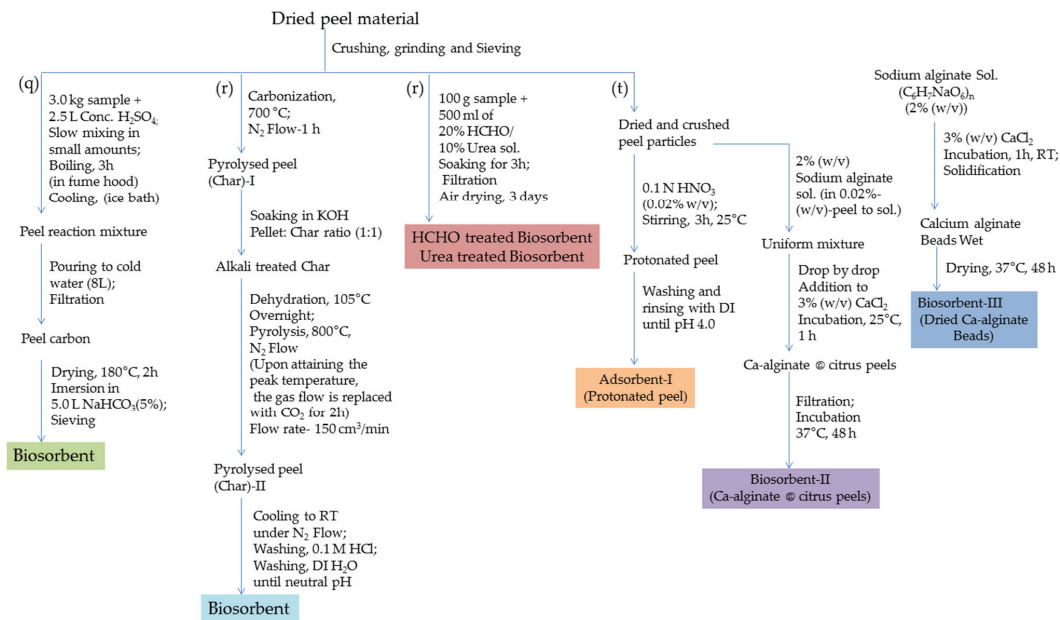 Dried peel material
Crushing, grinding and Sieving
(q)
3.0 kg sample +
2.5 L Conc. H₂SO₄;
Slow mixing in
small amounts;
Boiling, 3h
(in fume hood)
Cooling, (ice bath)
Peel reaction mixture
Pouring to cold
water (8L);
Filtration
Peel carbon
Drying, 180°C, 2h
Imersion in
5.0 L NaHCO₃(5%);
Sieving
Biosorbent
(r)
Carbonization,
700 °C;
N₂ Flow-1 h
Pyrolysed peel
(Char)-I
Soaking in KOH
Pellet: Char ratio (1:1)
Alkali treated Char
Dehydration, 105°C
Overnight;
Pyrolysis, 800°C,
N₂ Flow
(Upon attaining the
peak temperature,
the gas flow is replaced
with CO₂ for 2h)
Flow rate- 150 cm³/min
Pyrolysed peel
(Char)-II
Cooling to RT
under N₂ Flow;
Washing, 0.1 M HCl;
Washing, DI H₂O
until neutral pH
Biosorbent
(r)
100 g sample +
500 ml of
20% HCHO/
10% Urea sol.
Soaking for 3h;
Filtration
Air drying, 3 days
HCHO treated Biosorbent
Urea treated Biosorbent
(t)
Dried and crushed
peel particles
0.1 N HNO₃
(0.02% w/v);
Stirring, 3h, 25°C
Protonated peel
Washing and
rinsing with DI
until pH 4.0
Adsorbent-I
(Protonated peel)
2% (w/v)
Sodium alginate
sol. (in 0.02%-
(w/v)-peel to sol.)
Uniform mixture
Drop by drop
Addition to
3% (w/v) CaCl₂
Incubation, 25°C,
1 h
Ca-alginate @ citrus peels
Filtration;
Incubation
37°C, 48 h
Biosorbent-II
(Ca-alginate @ citrus peels)
Sodium alginate Sol.
(C₆H₇NaO₆)ₙ
(2% (w/v))
3% (w/v) CaCl₂
Incubation, 1h, RT;
Solidification
Calcium alginate
Beads Wet
Drying, 37°C, 48 h
Biosorbent-III
(Dried Ca-alginate
Beads)